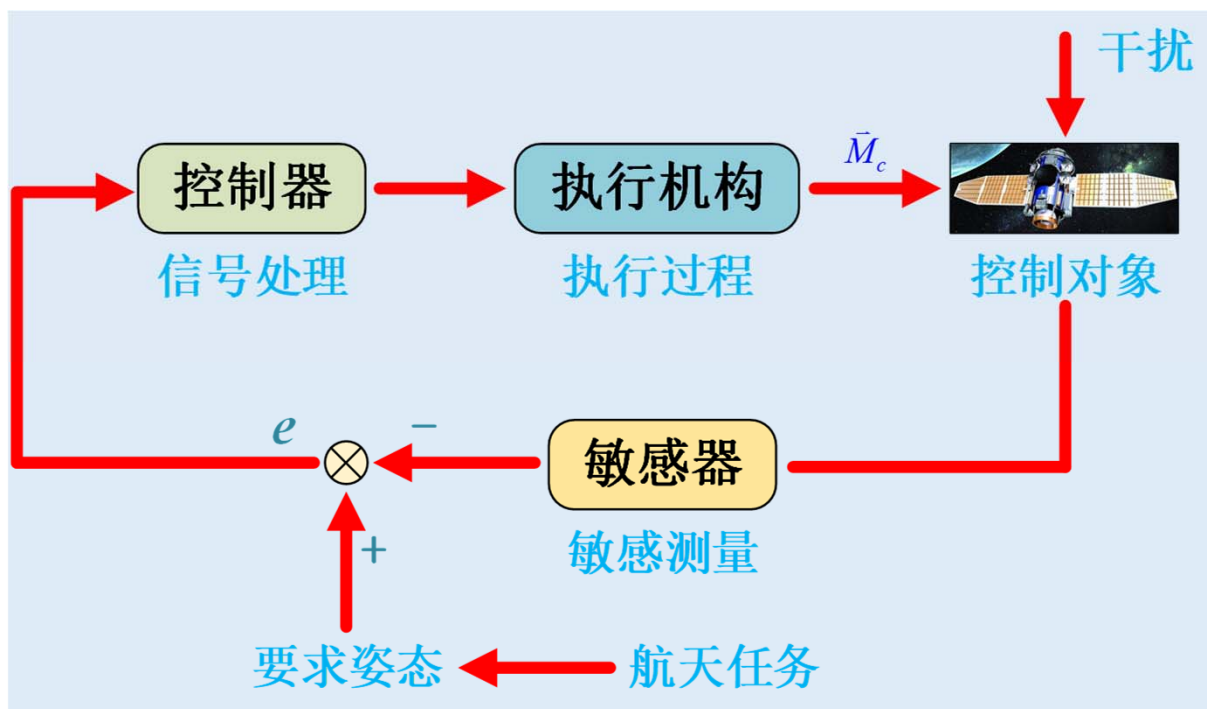 干扰
控制器
执行机构
M̄c
信号处理
执行过程
控制对象
e
−
敏感器
+
敏感测量
要求姿态
航天任务